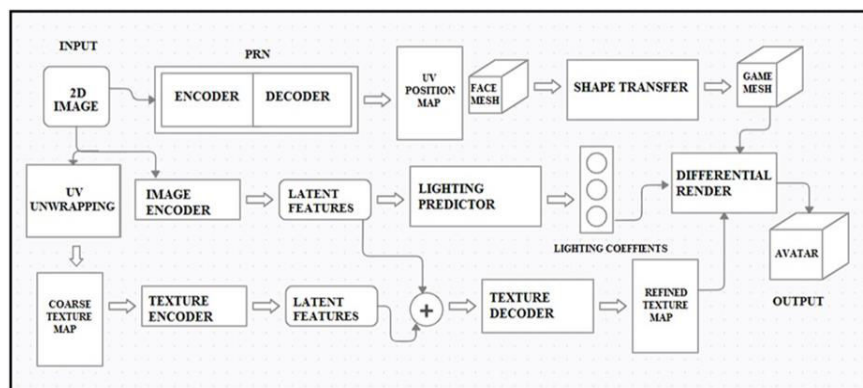 INPUT
PRN
2D
IMAGE
ENCODER
DECODER
UV
POSITION
MAP
FACE
MESH
SHAPE TRANSFER
GAME
MESH
UV
UNWRAPPING
IMAGE
ENCODER
LATENT
FEATURES
LIGHTING
PREDICTOR
LIGHTING COEFFIENTS
DIFFERENTIAL
RENDER
AVATAR
OUTPUT
COARSE
TEXTURE
MAP
TEXTURE
ENCODER
LATENT
FEATURES
+
TEXTURE
DECODER
REFINED
TEXTURE
MAP